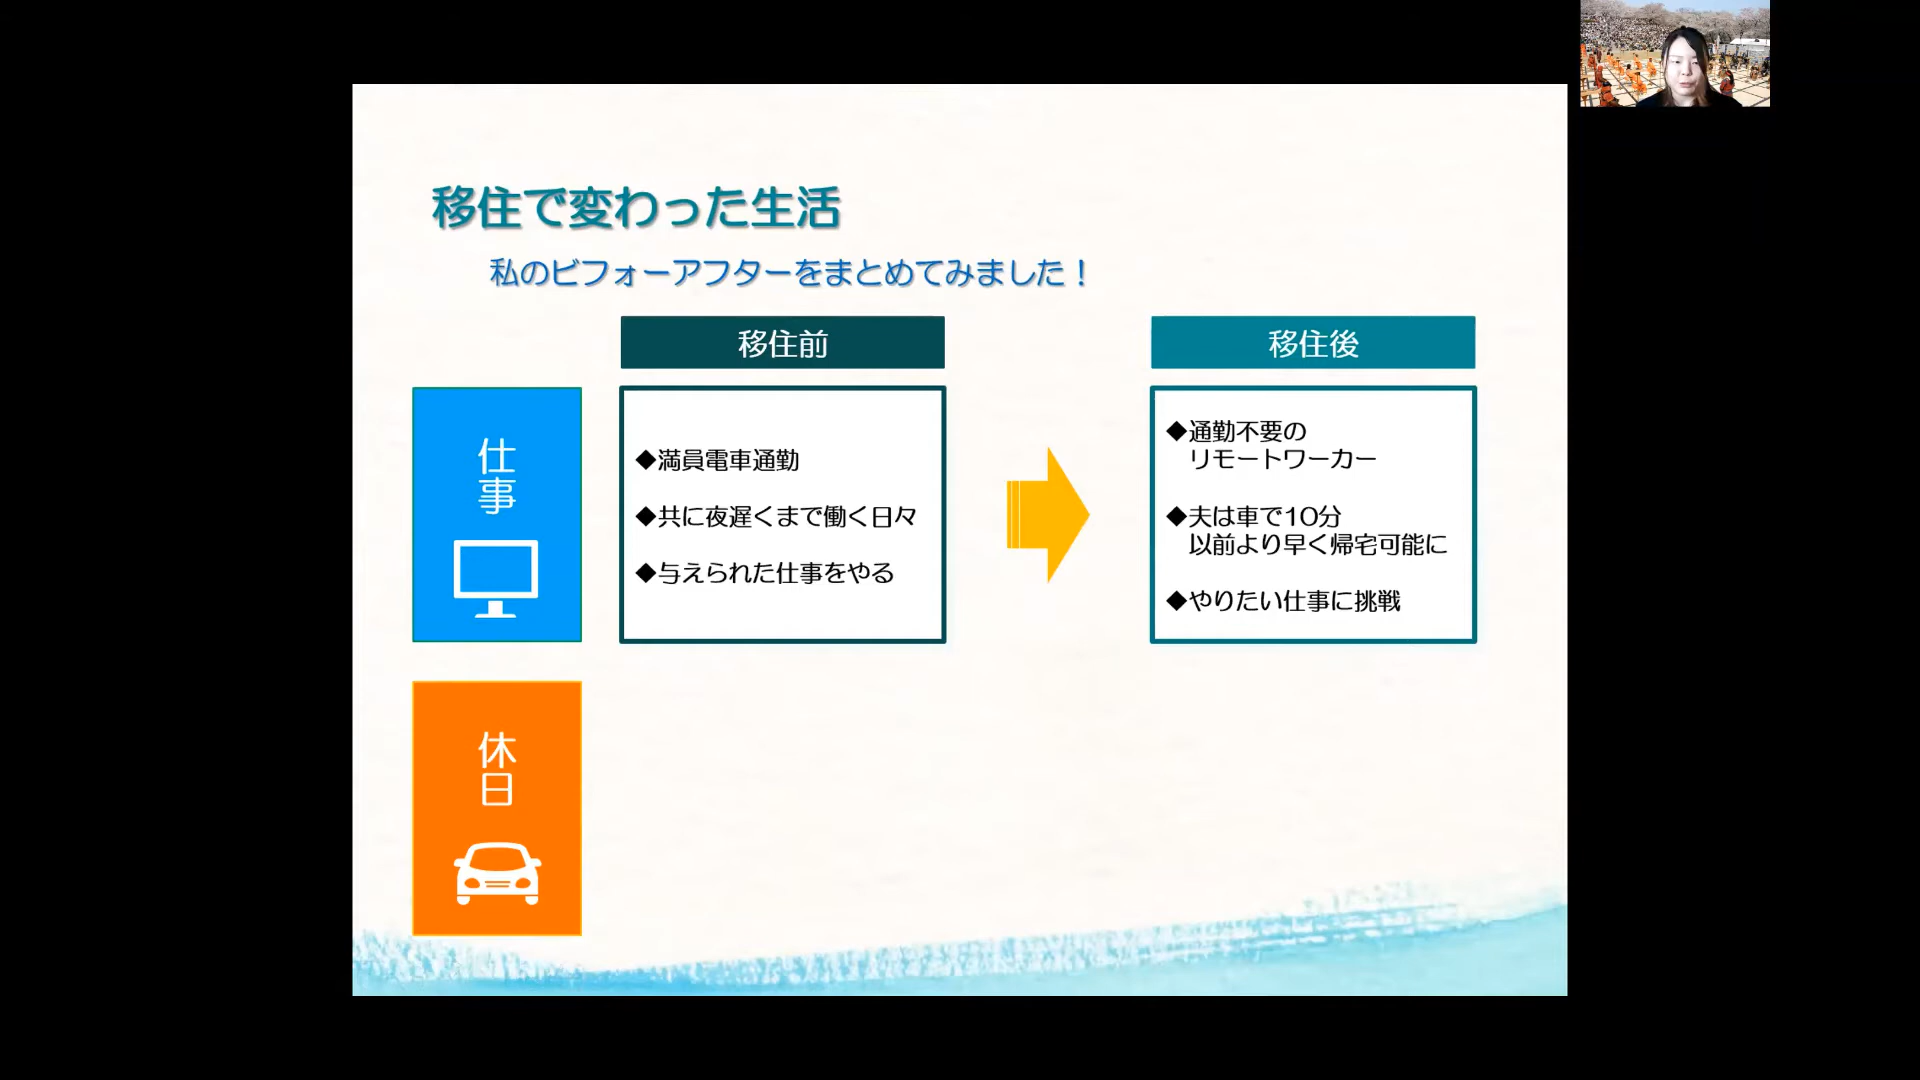 移住で変わった生活
私のビフォーアフターをまとめてみました！
移住前
移住後
仕事
◆満員電車通勤
◆共に夜遅くまで働く日々
◆与えられた仕事をやる
◆通勤不要の
リモートワーカー
◆夫は車で10分
以前より早く帰宅可能に
◆やりたい仕事に挑戦
休日